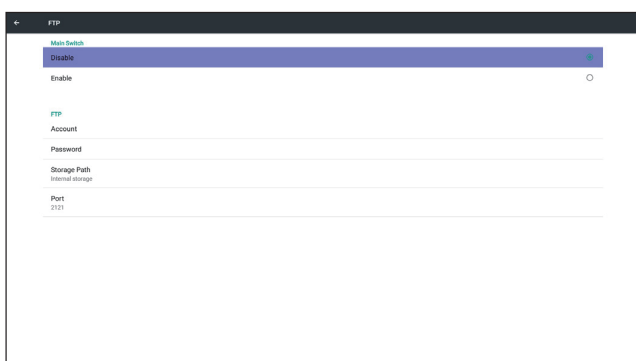 FTP
Main Switch
Disable
Enable
FTP
Account
Password
Storage Path
Internal storage
Port
2121